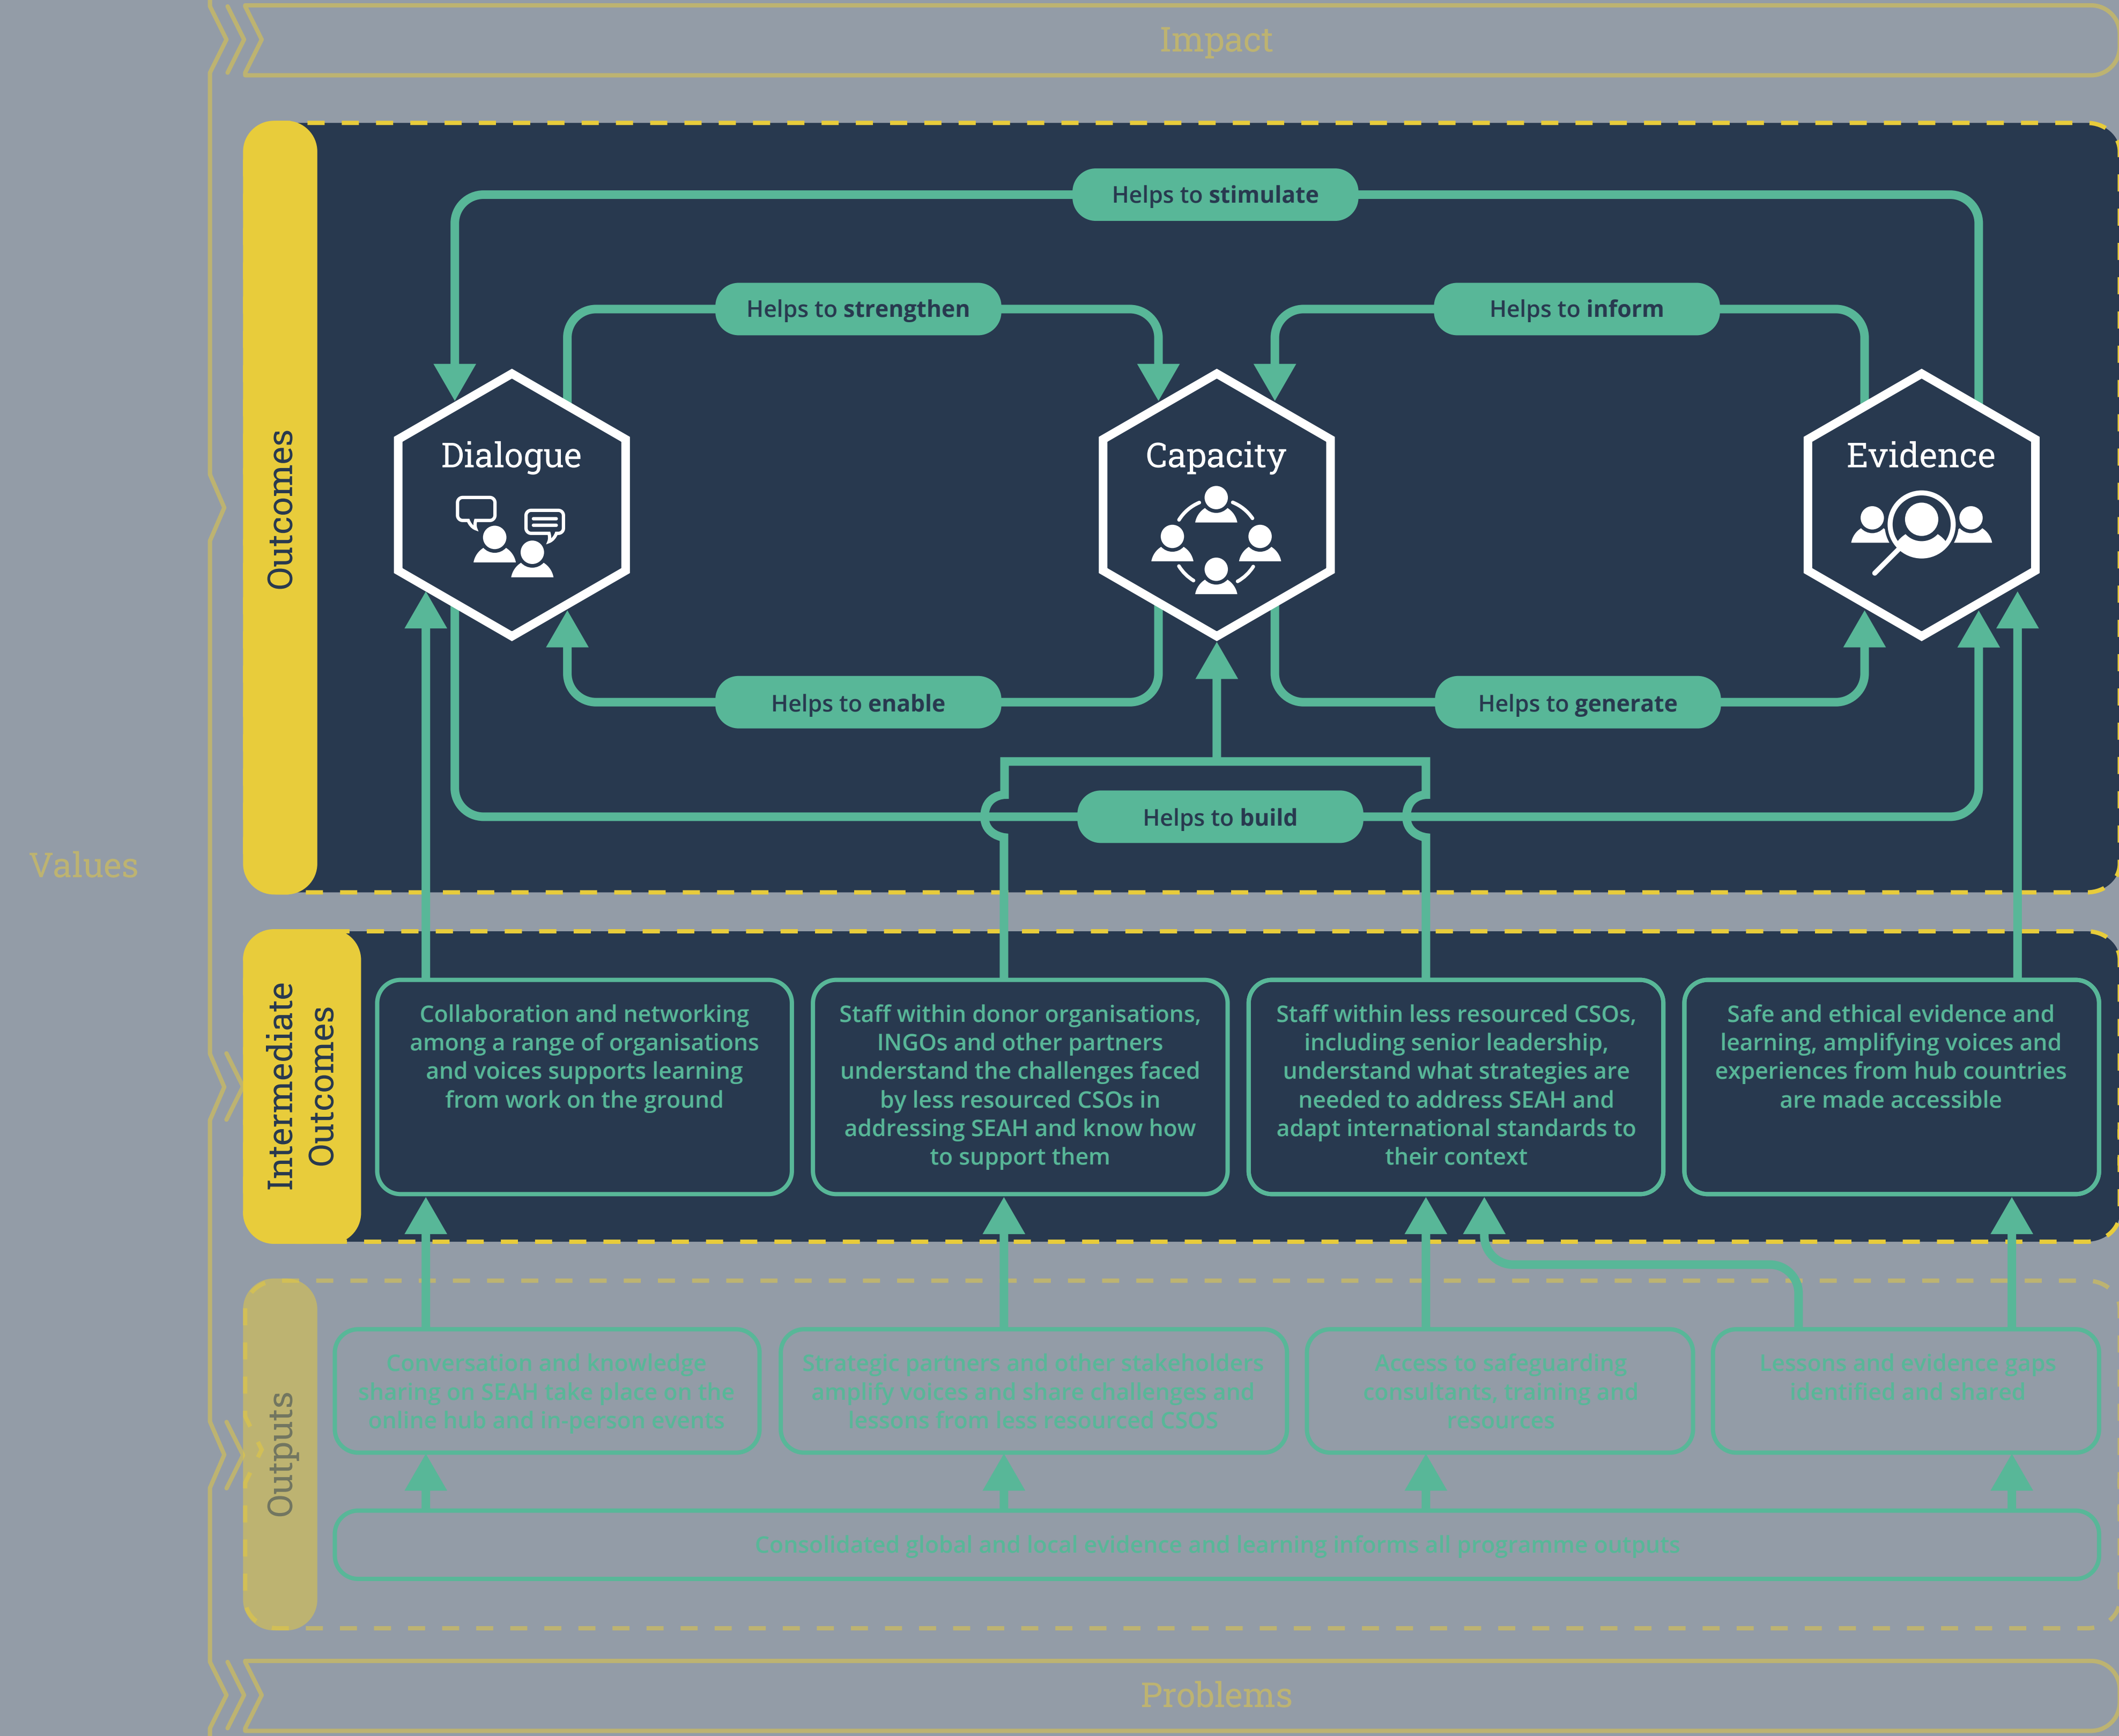 Impact
Values
Outcomes
Helps to stimulate
Helps to strengthen
Helps to inform
Dialogue
Capacity
Evidence
Helps to enable
Helps to generate
Helps to build
Intermediate
Outcomes
Collaboration and networking
among a range of organisations
and voices supports learning
from work on the ground
Staff within donor organisations,
INGOs and other partners
understand the challenges faced
by less resourced CSOs in
addressing SEAH and know how
to support them
Staff within less resourced CSOs,
including senior leadership,
understand what strategies are
needed to address SEAH and
adapt international standards to
their context
Safe and ethical evidence and
learning, amplifying voices and
experiences from hub countries
are made accessible
Outputs
Conversation and knowledge
sharing on SEAH take place on the
online hub and in-person events
Strategic partners and other stakeholders
amplify voices and share challenges and
lessons from less resourced CSOS
Access to safeguarding
consultants, training and
resources
Lessons and evidence gaps
identified and shared
Consolidated global and local evidence and learning informs all programme outputs
Problems